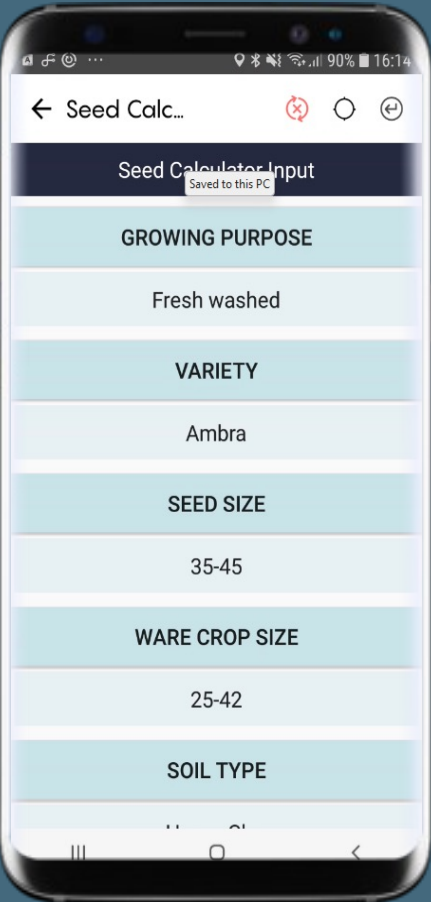 90% 16:14
Seed Calc...
Seed Calculator Input
Saved to this PC
GROWING PURPOSE
Fresh washed
VARIETY
Ambra
SEED SIZE
35-45
WARE CROP SIZE
25-42
SOIL TYPE